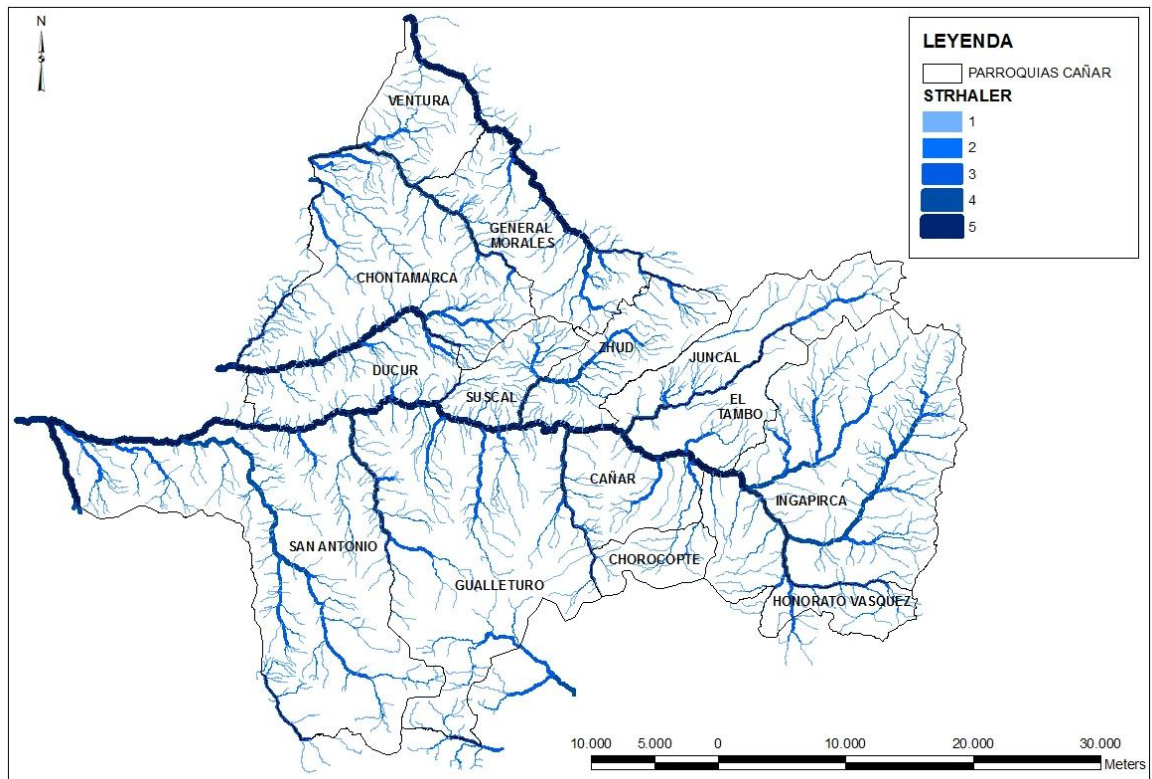 N
LEYENDA
PARROQUIAS CAÑAR
STRHALER
1
2
3
4
5
VENTURA
GENERAL
MORALES
CHONTAMARCA
ZHUD
JUNCAL
DUCUR
SUSCAL
EL
TAMBO
CAÑAR
INGAPIRCA
SAN ANTONIO
CHOROCOPTE
GUALLETURO
HONORATO VASQUEZ
10.000 5.000 0 10.000 20.000 30.000
Meters